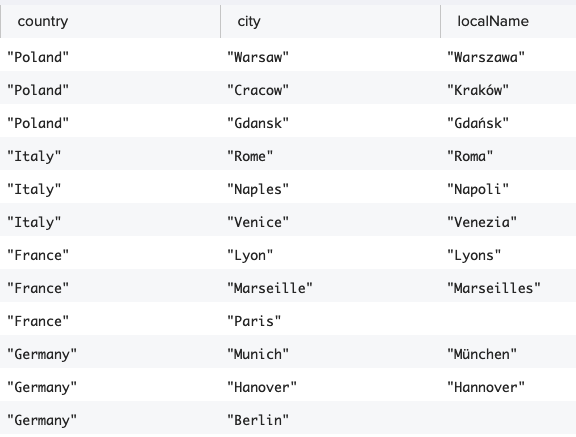 country city localName
"Poland" "Warsaw" "Warszawa"
"Poland" "Cracow" "Kraków"
"Poland" "Gdansk" "Gdańsk"
"Italy" "Rome" "Roma"
"Italy" "Naples" "Napoli"
"Italy" "Venice" "Venezia"
"France" "Lyon" "Lyons"
"France" "Marseille" "Marseilles"
"France" "Paris"
"Germany" "Munich" "München"
"Germany" "Hanover" "Hannover"
"Germany" "Berlin"